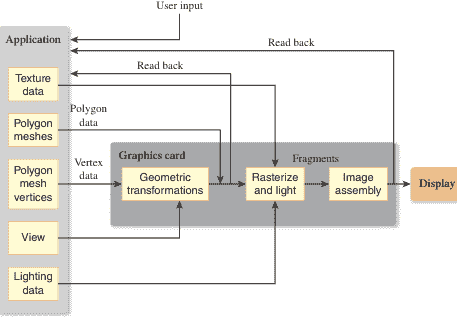 User input
Application
Read back
Read back
Texture
data
Polygon
data
Polygon
meshes
Graphics card
Fragments
Vertex
data
Polygon
mesh
vertices
Geometric
transformations
Rasterize
and light
Image
assembly
Display
View
Lighting
data